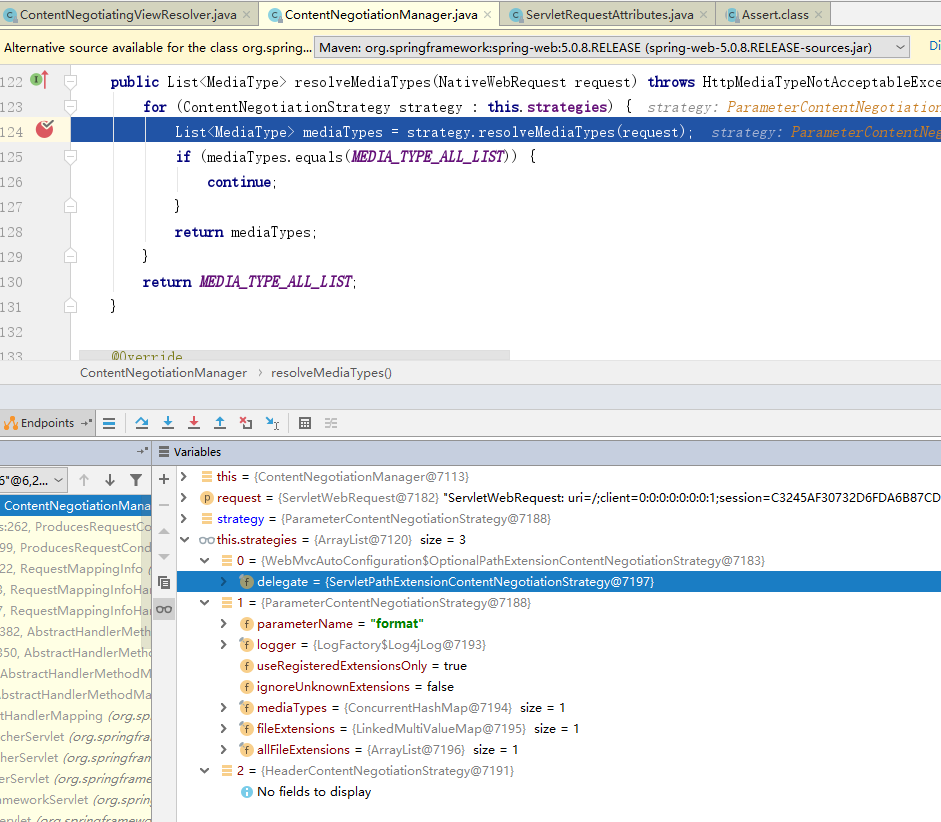 ContentNegotiatingViewResolver.java × ContentNegotiationManager.java × ServletRequestAttributes.java × Assert.class ×
Alternative source available for the class org.spring... Maven: org.springframework:spring-web:5.0.8.RELEASE (spring-web-5.0.8.RELEASE-sources.jar) Di
122 public List<MediaType> resolveMediaTypes(NativeWebRequest request) throws HttpMediaTypeNotAcceptableExce
123 for (ContentNegotiationStrategy strategy : this.strategies) { strategy: ParameterContentNegotiation
124 List<MediaType> mediaTypes = strategy.resolveMediaTypes(request); strategy: ParameterContentNeg
125 if (mediaTypes.equals(MEDIA_TYPE_ALL_LIST)) {
126 continue;
127 }
128 return mediaTypes;
129 }
130 return MEDIA_TYPE_ALL_LIST;
131 }
132
133 @Override
ContentNegotiationManager › resolveMediaTypes()
Endpoints
Variables
6"@6,2...
ContentNegotiationMana
s:262, ProducesRequestCo
99, ProducesRequestCond
22, RequestMappingInfo (
3, RequestMappingInfoHan
7, RequestMappingInfoHa
382, AbstractHandlerMeth
350, AbstractHandlerMetho
AbstractHandlerMethodM
AbstractHandlerMethodMa
tHandlerMapping (org.sp
cherServlet (org.springfra
herServlet (org.springfram
erServlet (org.springframe
ameworkServlet (org.sprin
ervlet (org.springframewo
this = {ContentNegotiationManager@7113}
request = {ServletWebRequest@7182} "ServletWebRequest: uri=/;client=0:0:0:0:0:0:0:1;session=C3245AF30732D6FDA6B87CD
strategy = {ParameterContentNegotiationStrategy@7188}
this.strategies = {ArrayList@7120} size = 3
0 = {WebMvcAutoConfiguration$OptionalPathExtensionContentNegotiationStrategy@7183}
delegate = {ServletPathExtensionContentNegotiationStrategy@7197}
1 = {ParameterContentNegotiationStrategy@7188}
parameterName = "format"
logger = {LogFactory$Log4jLog@7193}
useRegisteredExtensionsOnly = true
ignoreUnknownExtensions = false
mediaTypes = {ConcurrentHashMap@7194} size = 1
fileExtensions = {LinkedMultiValueMap@7195} size = 1
allFileExtensions = {ArrayList@7196} size = 1
2 = {HeaderContentNegotiationStrategy@7191}
No fields to display